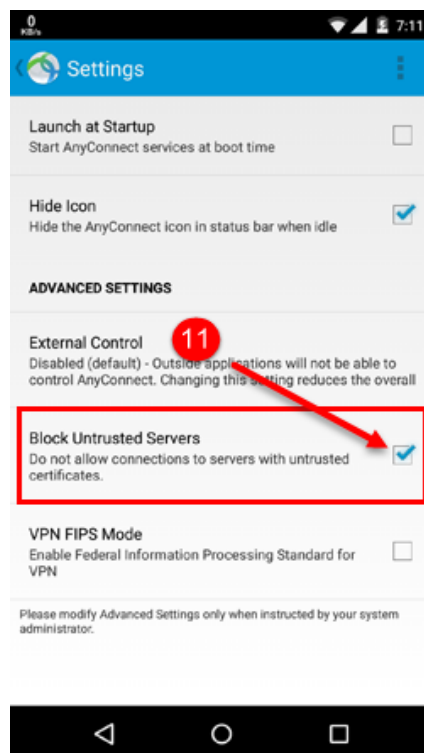 0
KB/s
7:11
Settings
Launch at Startup
Start AnyConnect services at boot time
Hide Icon
Hide the AnyConnect icon in status bar when idle
ADVANCED SETTINGS
External Control
11
Disabled (default) - Outside applications will not be able to
control AnyConnect. Changing this setting reduces the overall
Block Untrusted Servers
Do not allow connections to servers with untrusted
certificates.
VPN FIPS Mode
Enable Federal Information Processing Standard for
VPN
Please modify Advanced Settings only when instructed by your system
administrator.